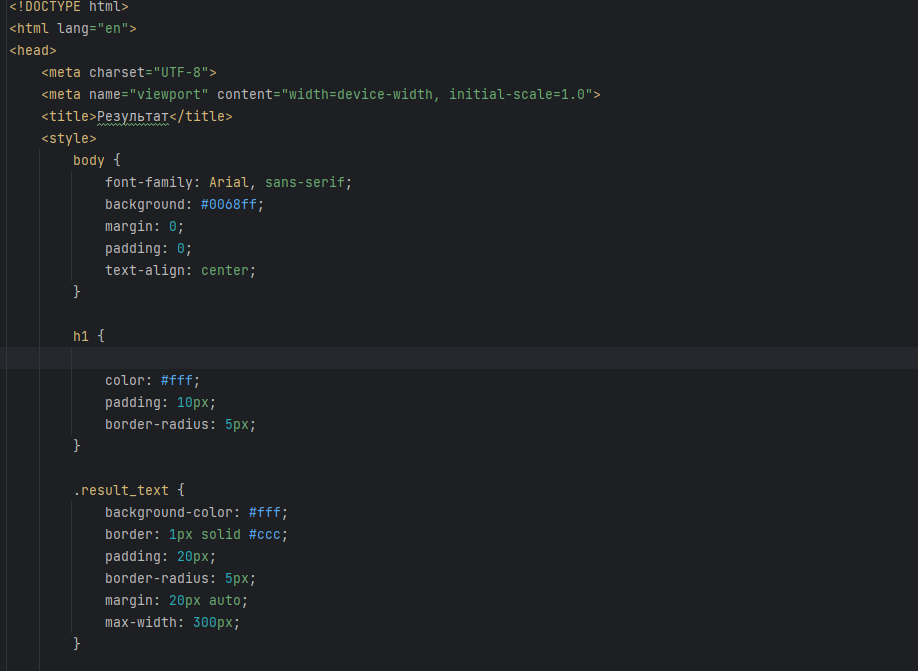 <!DOCTYPE html>
<html lang="en">
<head>
<meta charset="UTF-8">
<meta name="viewport" content="width=device-width, initial-scale=1.0">
<title>Результат</title>
<style>
body {
font-family: Arial, sans-serif;
background: #0068ff;
margin: 0;
padding: 0;
text-align: center;
}
h1 {
color: #fff;
padding: 10px;
border-radius: 5px;
}
.result_text {
background-color: #fff;
border: 1px solid #ccc;
padding: 20px;
border-radius: 5px;
margin: 20px auto;
max-width: 300px;
}